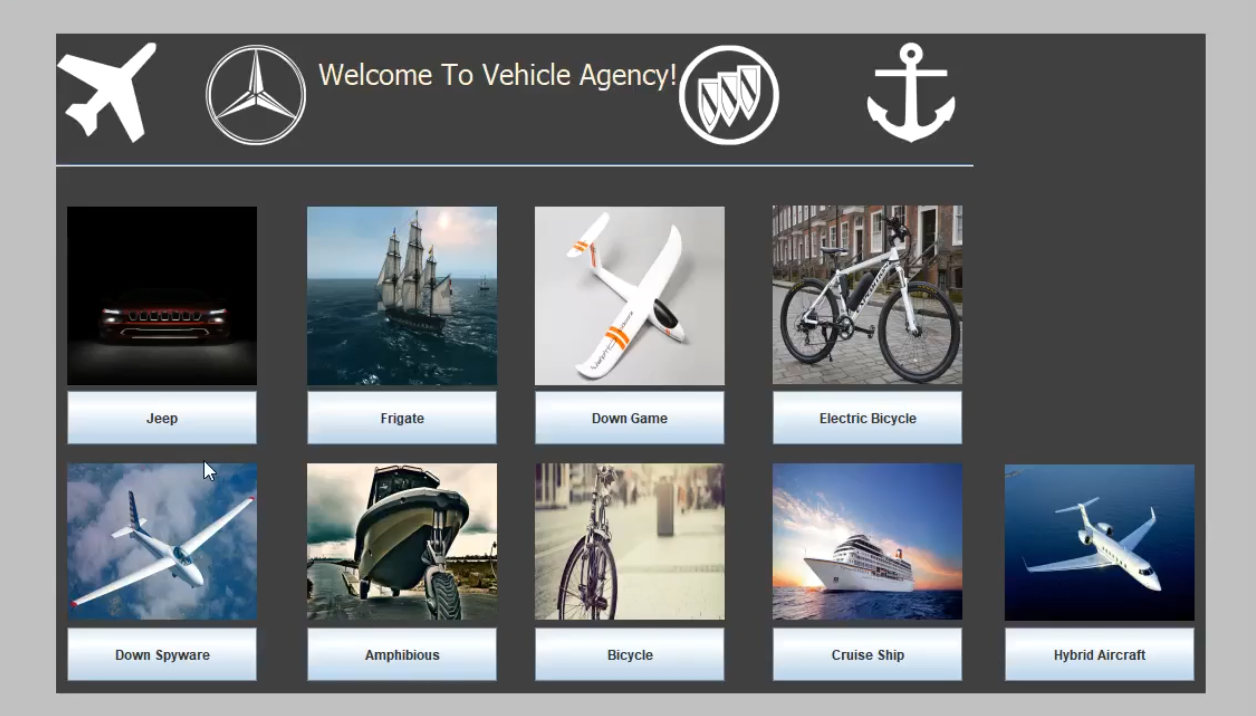 Welcome To Vehicle Agency!
Jeep
Frigate
Down Game
Electric Bicycle
Down Spyware
Amphibious
Bicycle
Cruise Ship
Hybrid Aircraft